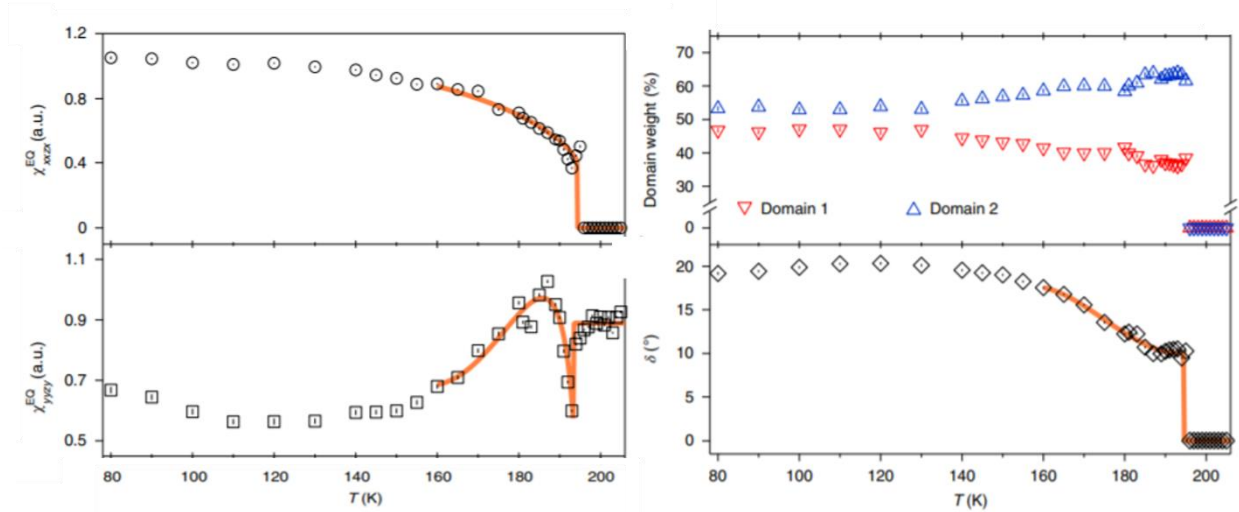 1.2
0.8
0.4
0
χ^EQ_xxzx (a.u.)
1.1
0.9
0.7
0.5
χ^EQ_yyzy (a.u.)
80 100 120 140 160 180 200
T (K)
70
60
50
40
30
0
Domain weight (%)
Domain 1 Domain 2
20
15
10
5
0
δ (°)
80 100 120 140 160 180 200
T (K)